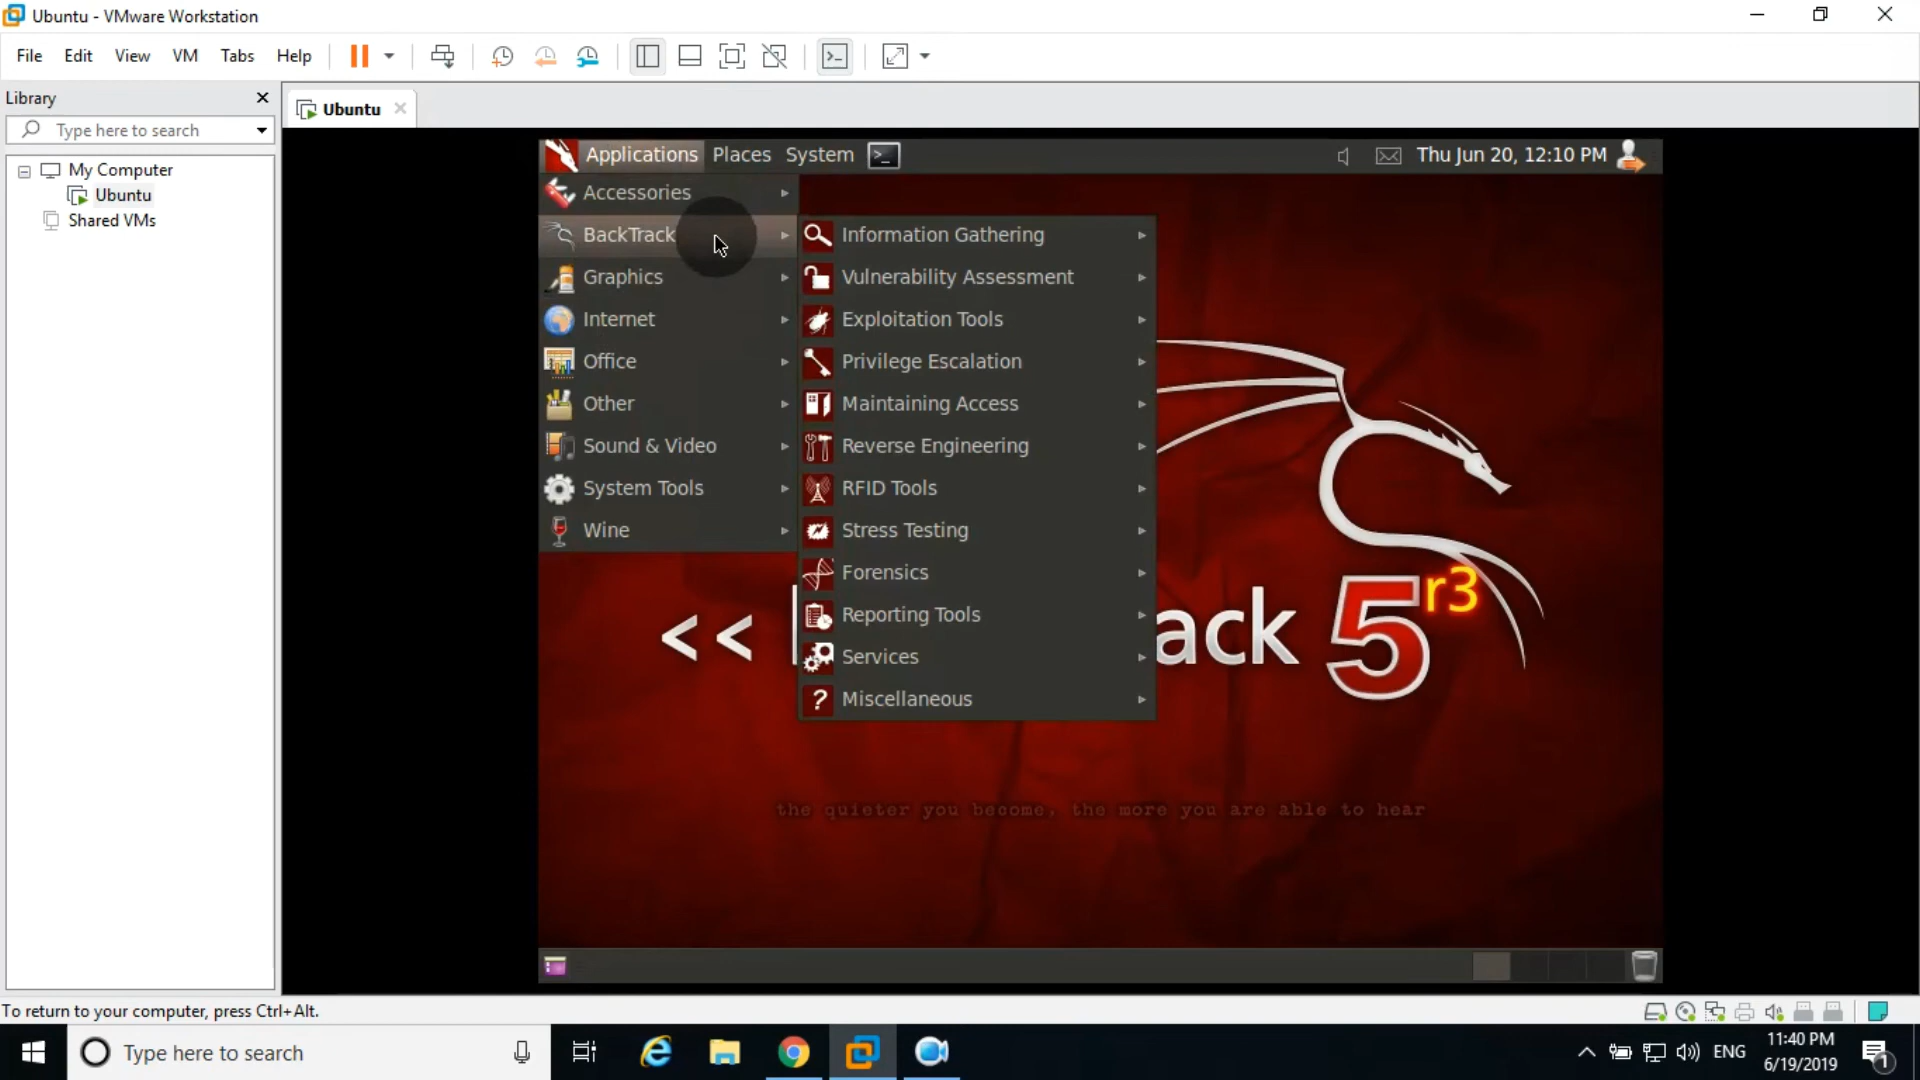 Ubuntu - VMware Workstation
File Edit View VM Tabs Help
Library
Type here to search
My Computer
Ubuntu
Shared VMs
Ubuntu
Applications Places System
Thu Jun 20, 12:10 PM
Accessories
BackTrack
Graphics
Internet
Office
Other
Sound & Video
System Tools
Wine
Information Gathering
Vulnerability Assessment
Exploitation Tools
Privilege Escalation
Maintaining Access
Reverse Engineering
RFID Tools
Stress Testing
Forensics
Reporting Tools
Services
Miscellaneous
<< ack 5 r3
the quieter you become, the more you are able to hear
To return to your computer, press Ctrl+Alt.
Type here to search
ENG
11:40 PM
6/19/2019
1